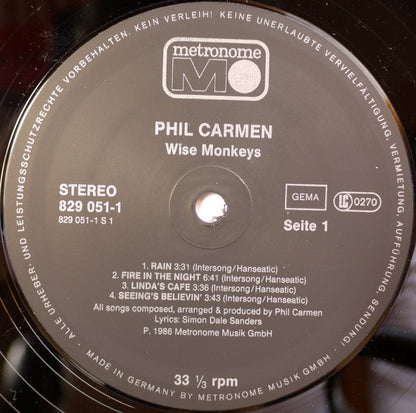 ALLE URHEBER- UND LEISTUNGSSCHUTZRECHTE VORBEHALTEN. KEIN VERLEIH! KEINE UNERLAUBTE VERVIELFÄLTIGUNG, VERMIETUNG, AUFFÜHRUNG, SENDUNG!
metronome
MO
PHIL CARMEN
Wise Monkeys
STEREO
829 051-1
829 051-1 S 1
GEMA
LC 0270
Seite 1
1. RAIN 3:31 (Intersong/Hanseatic)
2. FIRE IN THE NIGHT 6:41 (Intersong/Hanseatic)
3. LINDA'S CAFE 3:36 (Intersong/Hanseatic)
4. SEEING'S BELIEVIN' 3:43 (Intersong/Hanseatic)
All songs composed, arranged & produced by Phil Carmen
Lyrics: Simon Dale Sanders
P. 1986 Metronome Musik GmbH
33 ⅓ rpm
MADE IN GERMANY BY METRONOME MUSIK GMBH